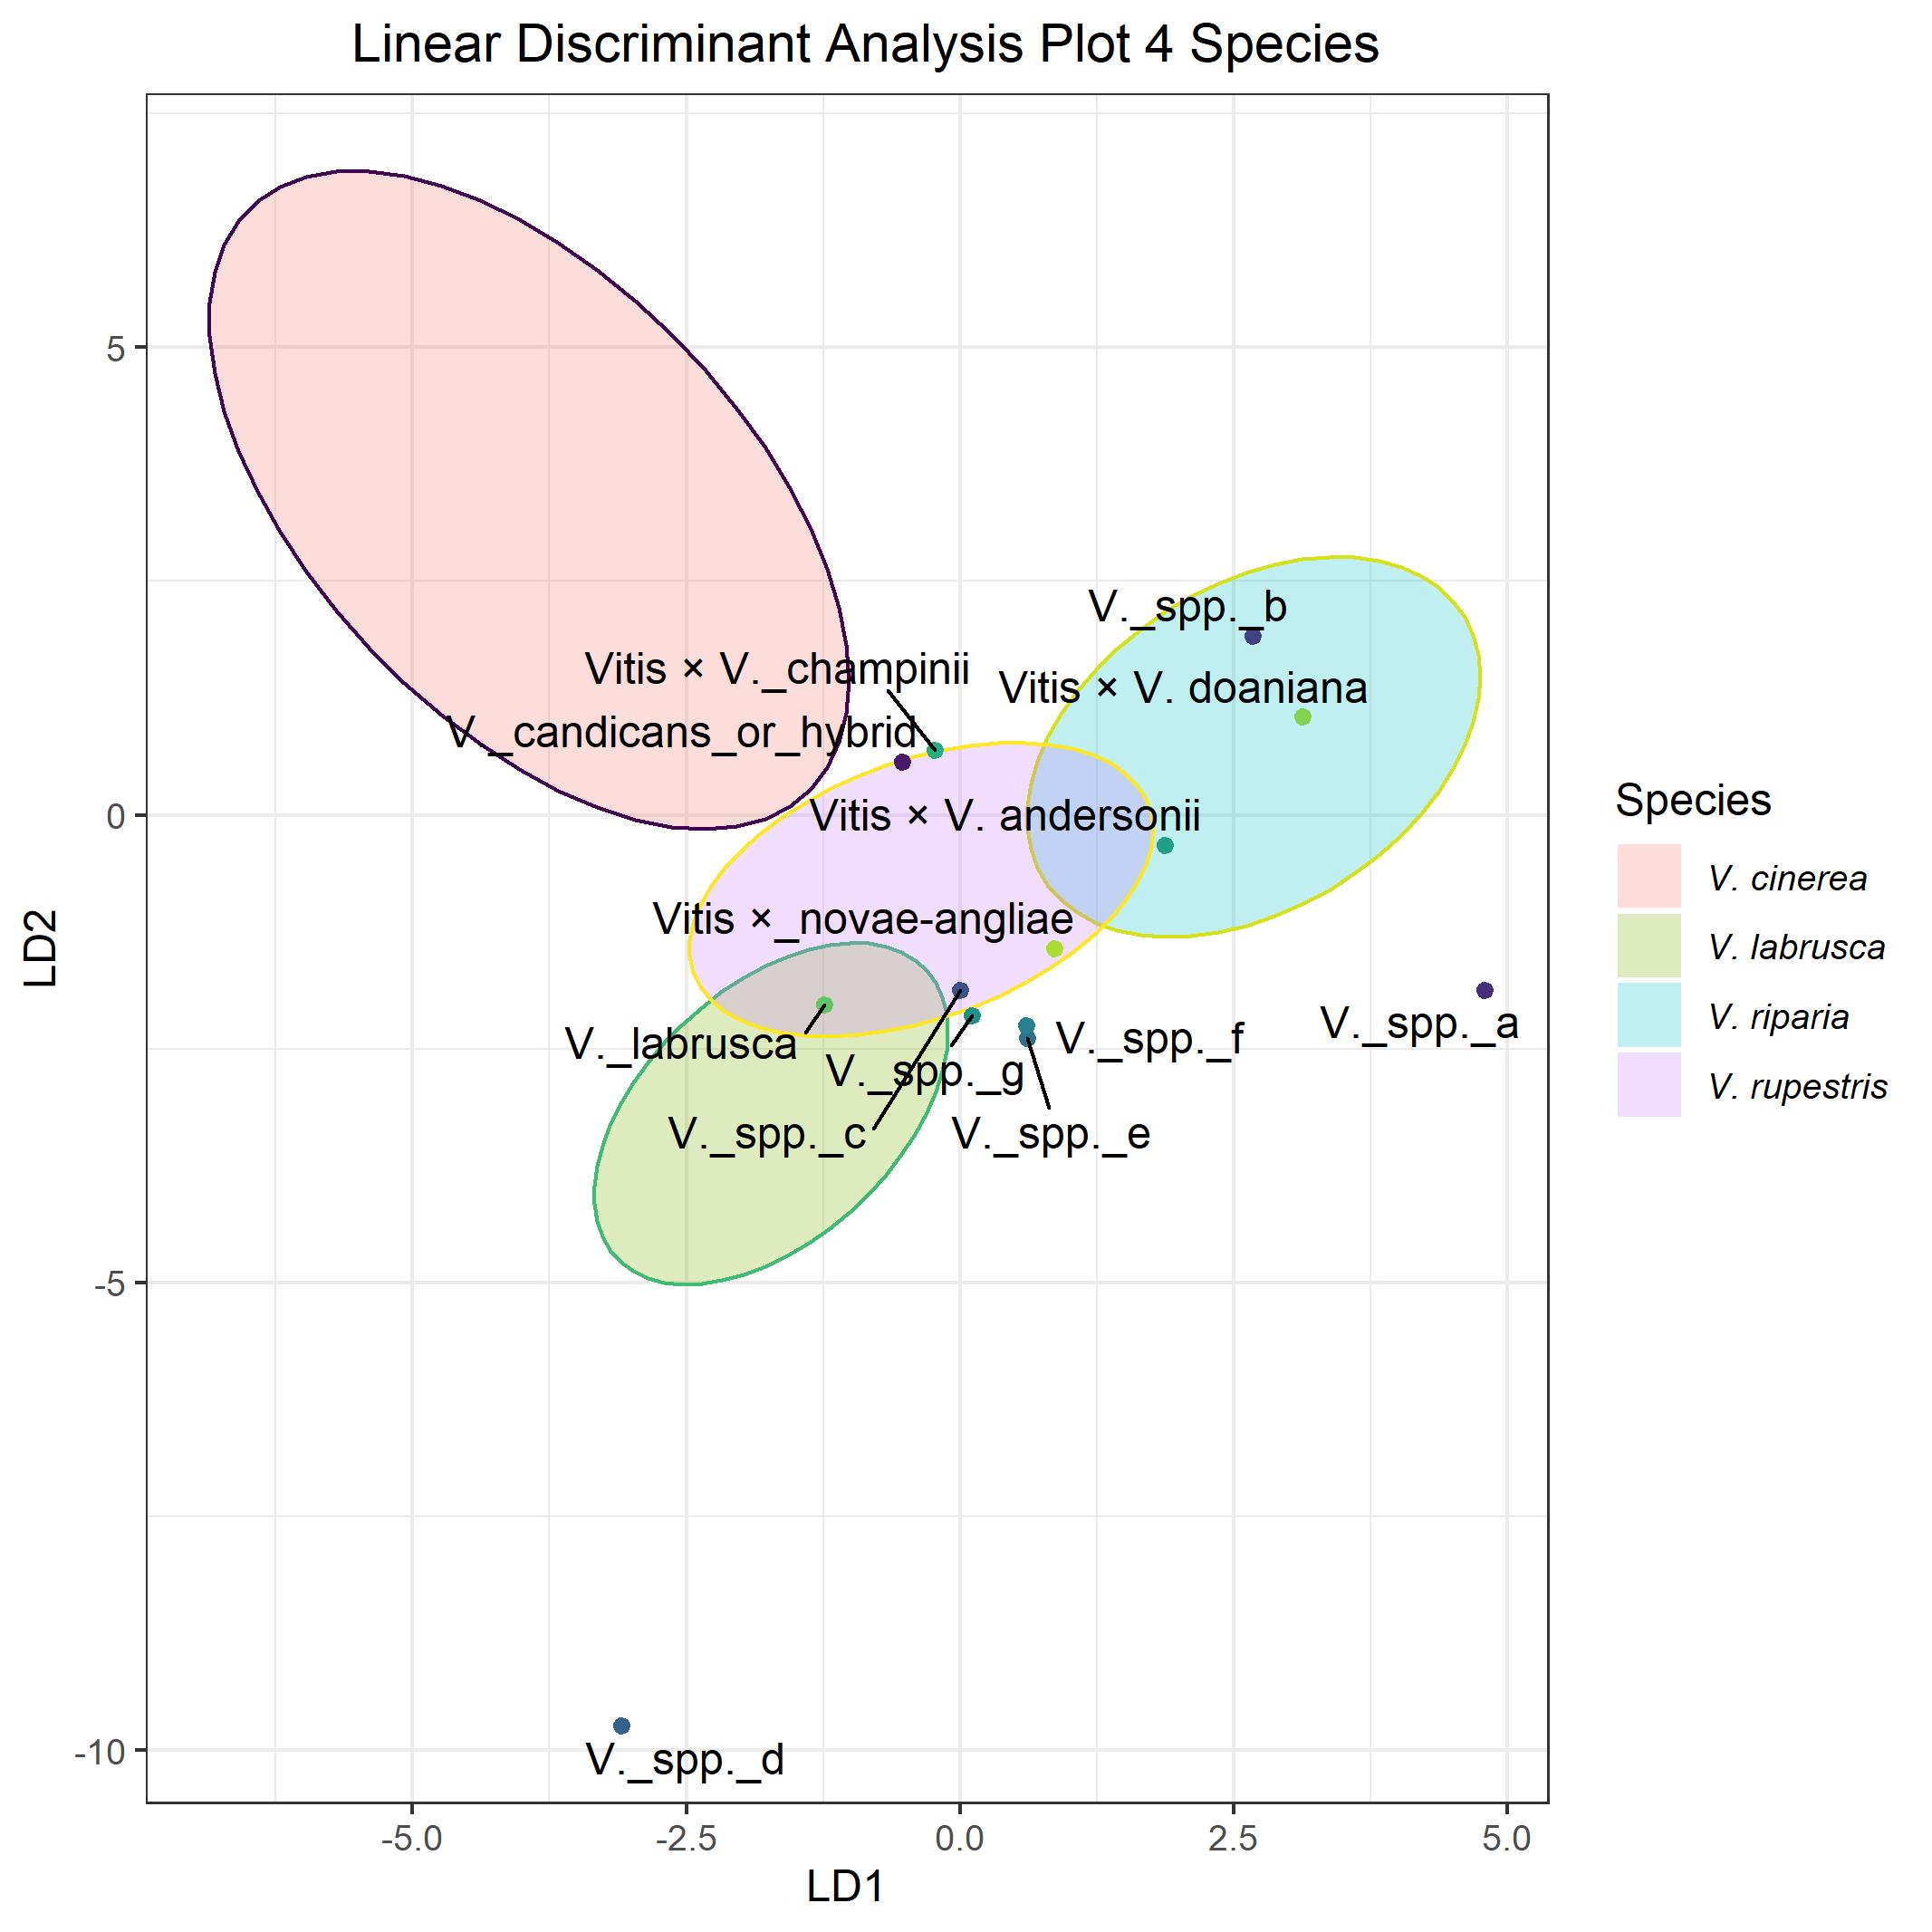 Linear Discriminant Analysis Plot 4 Species
V._spp._b
Vitis × V._champinii
Vitis × V. doaniana
V._candicans_or_hybrid
Vitis × V. andersonii
Vitis ×_novae-angliae
V._labrusca
V._spp._g
V._spp._f
V._spp._a
V._spp._c
V._spp._e
V._spp._d
5
0
-5
-10
LD2
-5.0
-2.5
0.0
2.5
5.0
LD1
Species
V. cinerea
V. labrusca
V. riparia
V. rupestris